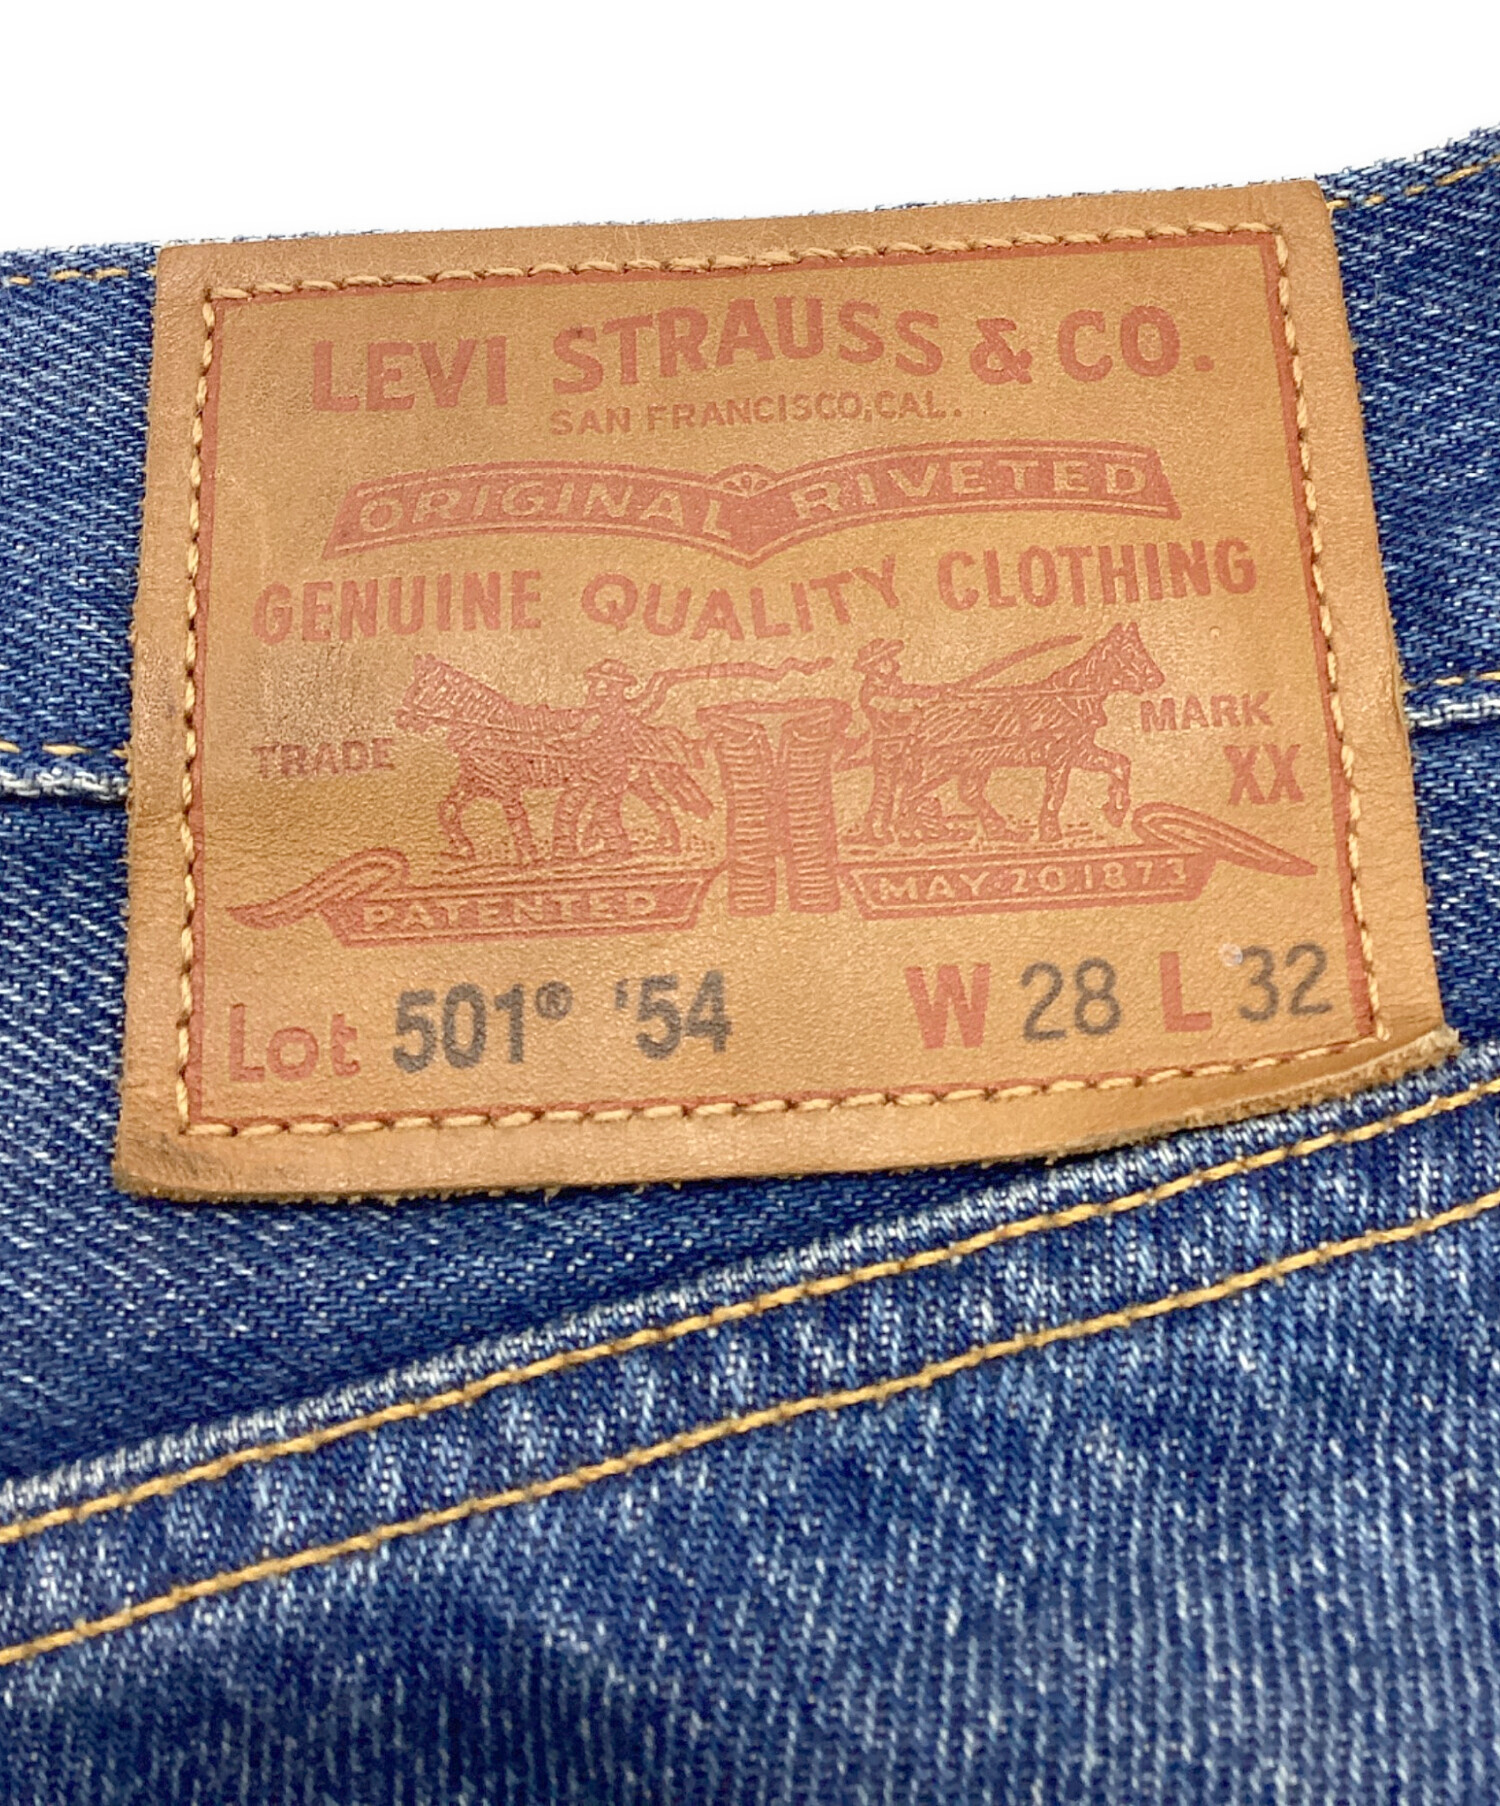 LEVI STRAUSS & CO.
SAN FRANCISCO, CAL.
ORIGINAL RIVETED
GENUINE QUALITY CLOTHING
TRADE MARK
XX
PATENTED MAY.20.1873
Lot 501® '54 W 28 L 32